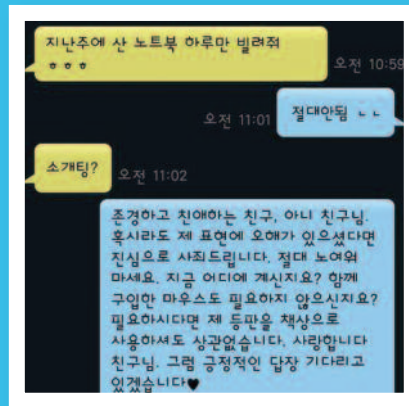 지난주에 산 노트북 하루만 빌려줘
ㅎㅎㅎ
오전 10:59
절대안됨 ㄴㄴ
오전 11:01
소개팅?
오전 11:02
존경하고 친애하는 친구, 아니 친구님.
혹시라도 제 표현에 오해가 있으셨다면
진심으로 사죄드립니다. 절대 노여워
마세요. 지금 어디에 계신지요? 함께
구입한 마우스도 필요하지 않으신지요?
필요하시다면 제 등판을 책상으로
사용하셔도 상관없습니다. 사랑합니다
친구님. 그럼 긍정적인 답장 기다리고
있겠습니다♥